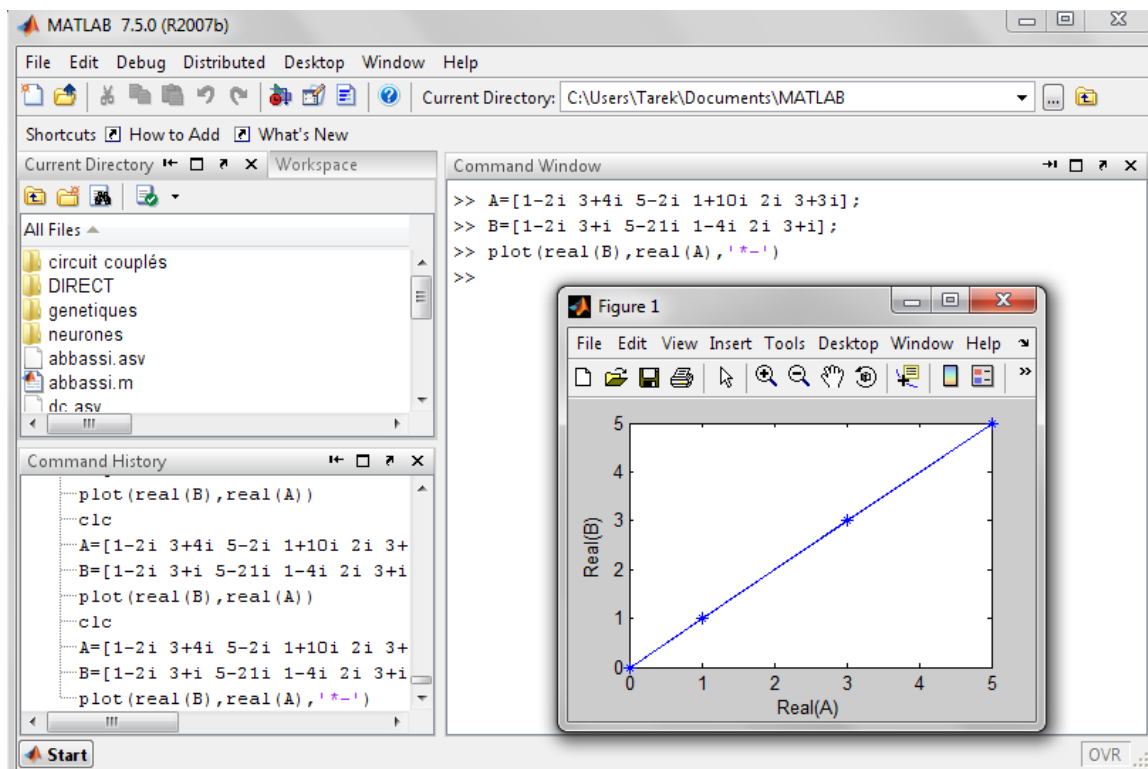 MATLAB 7.5.0 (R2007b)
File Edit Debug Distributed Desktop Window Help
Current Directory: C:\Users\Tarek\Documents\MATLAB
Shortcuts How to Add What's New
Current Directory Workspace
All Files
circuit couplés
DIRECT
genetiques
neurones
abbassi.asv
abbassi.m
dc.asv
Command History
plot(real(B),real(A))
clc
A=[1-2i 3+4i 5-2i 1+10i 2i 3+
B=[1-2i 3+i 5-21i 1-4i 2i 3+i
plot(real(B),real(A))
clc
A=[1-2i 3+4i 5-2i 1+10i 2i 3+
B=[1-2i 3+i 5-21i 1-4i 2i 3+i
plot(real(B),real(A),'*-')
Command Window
>> A=[1-2i 3+4i 5-2i 1+10i 2i 3+3i];
>> B=[1-2i 3+i 5-21i 1-4i 2i 3+i];
>> plot(real(B),real(A),'*-')
>>
Figure 1
File Edit View Insert Tools Desktop Window Help
5
4
3
2
1
0
Real(B)
0 1 2 3 4 5
Real(A)
Start
OVR